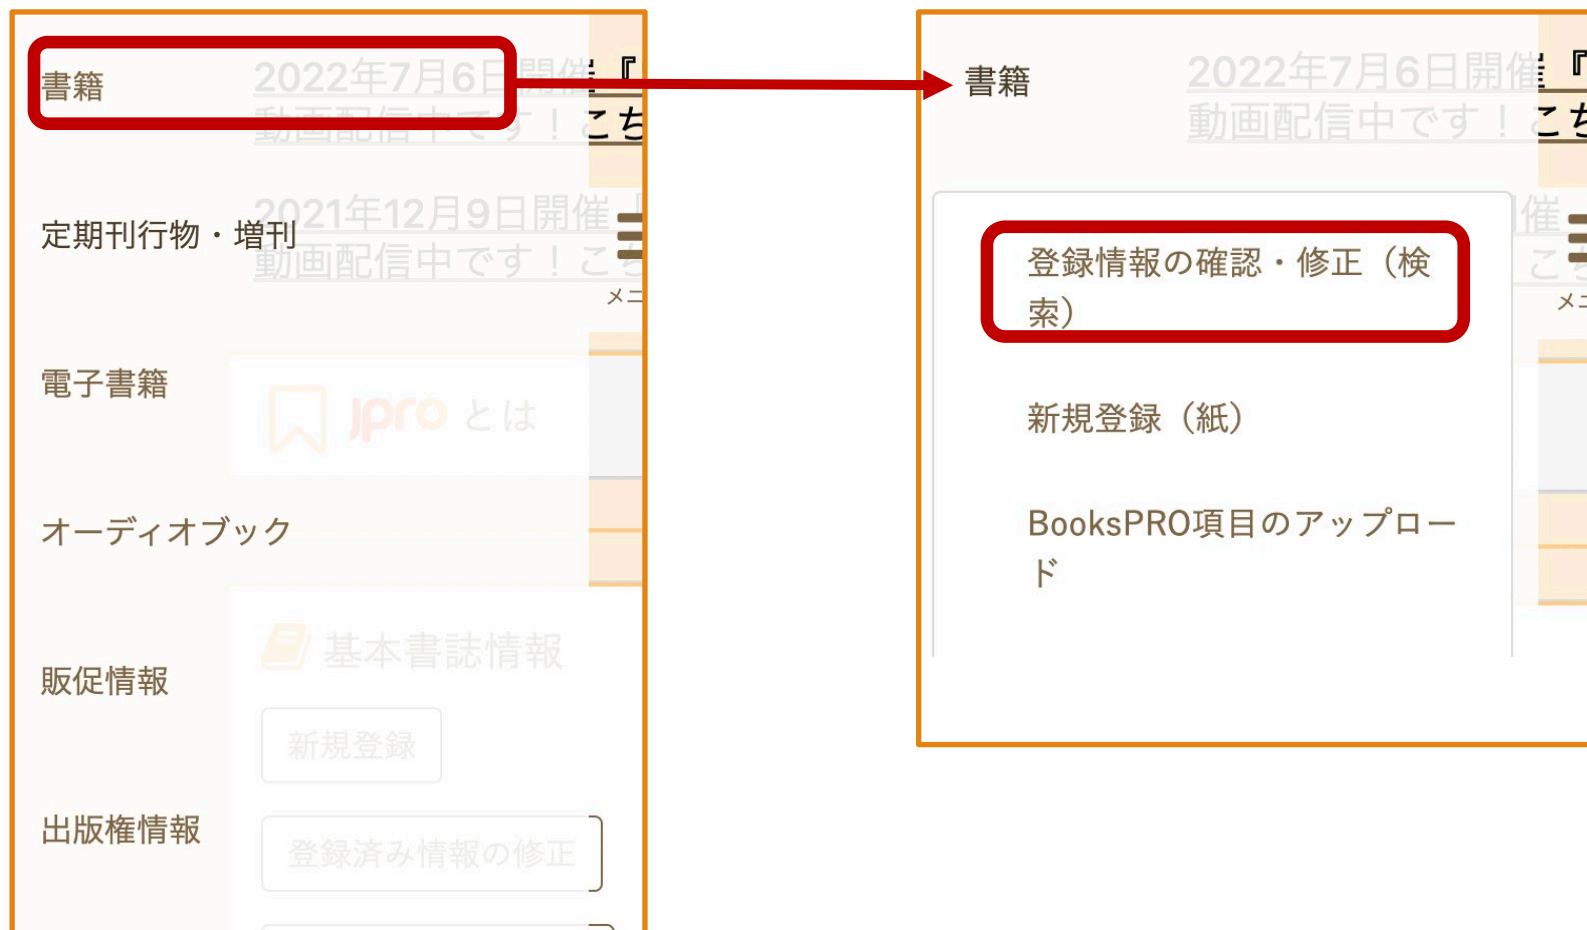 書籍
2022年7月6日開催『
動画配信中です！こち
定期刊行物・増刊
2021年12月9日開催『
動画配信中です！こち
メニ
電子書籍
jpro とは
オーディオブック
基本書誌情報
販促情報
新規登録
出版権情報
登録済み情報の修正
書籍
2022年7月6日開催『
動画配信中です！こち
催
こち
メニ
登録情報の確認・修正（検
索）
新規登録（紙）
BooksPRO項目のアップロー
ド